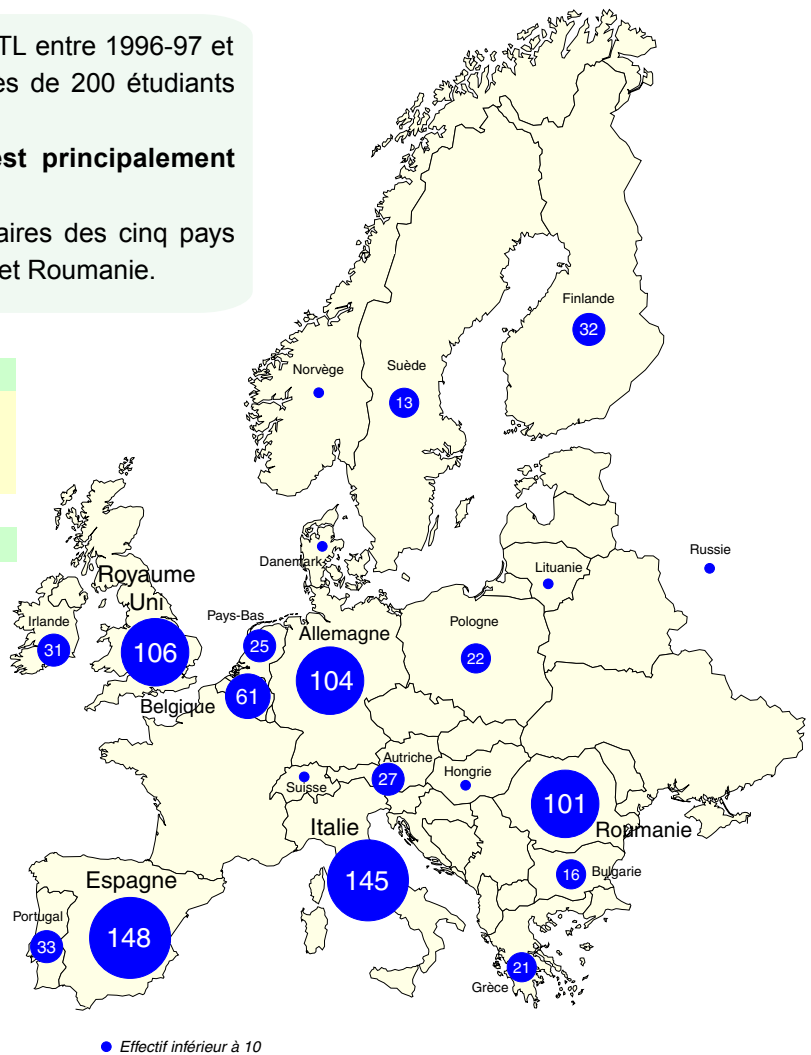 TL entre 1996-97 et
es de 200 étudiants
est principalement
aires des cinq pays
et Roumanie.
Finlande
32
Norvège
Suède
13
Danemark
Lituanie
Russie
Royaume
Uni
106
Irlande
31
Pays-Bas
25
Allemagne
104
Pologne
22
Belgique
61
Autriche
27
Suisse
Hongrie
101
Roumanie
Italie
145
16
Bulgarie
Espagne
148
Portugal
33
21
Grèce
Effectif inférieur à 10